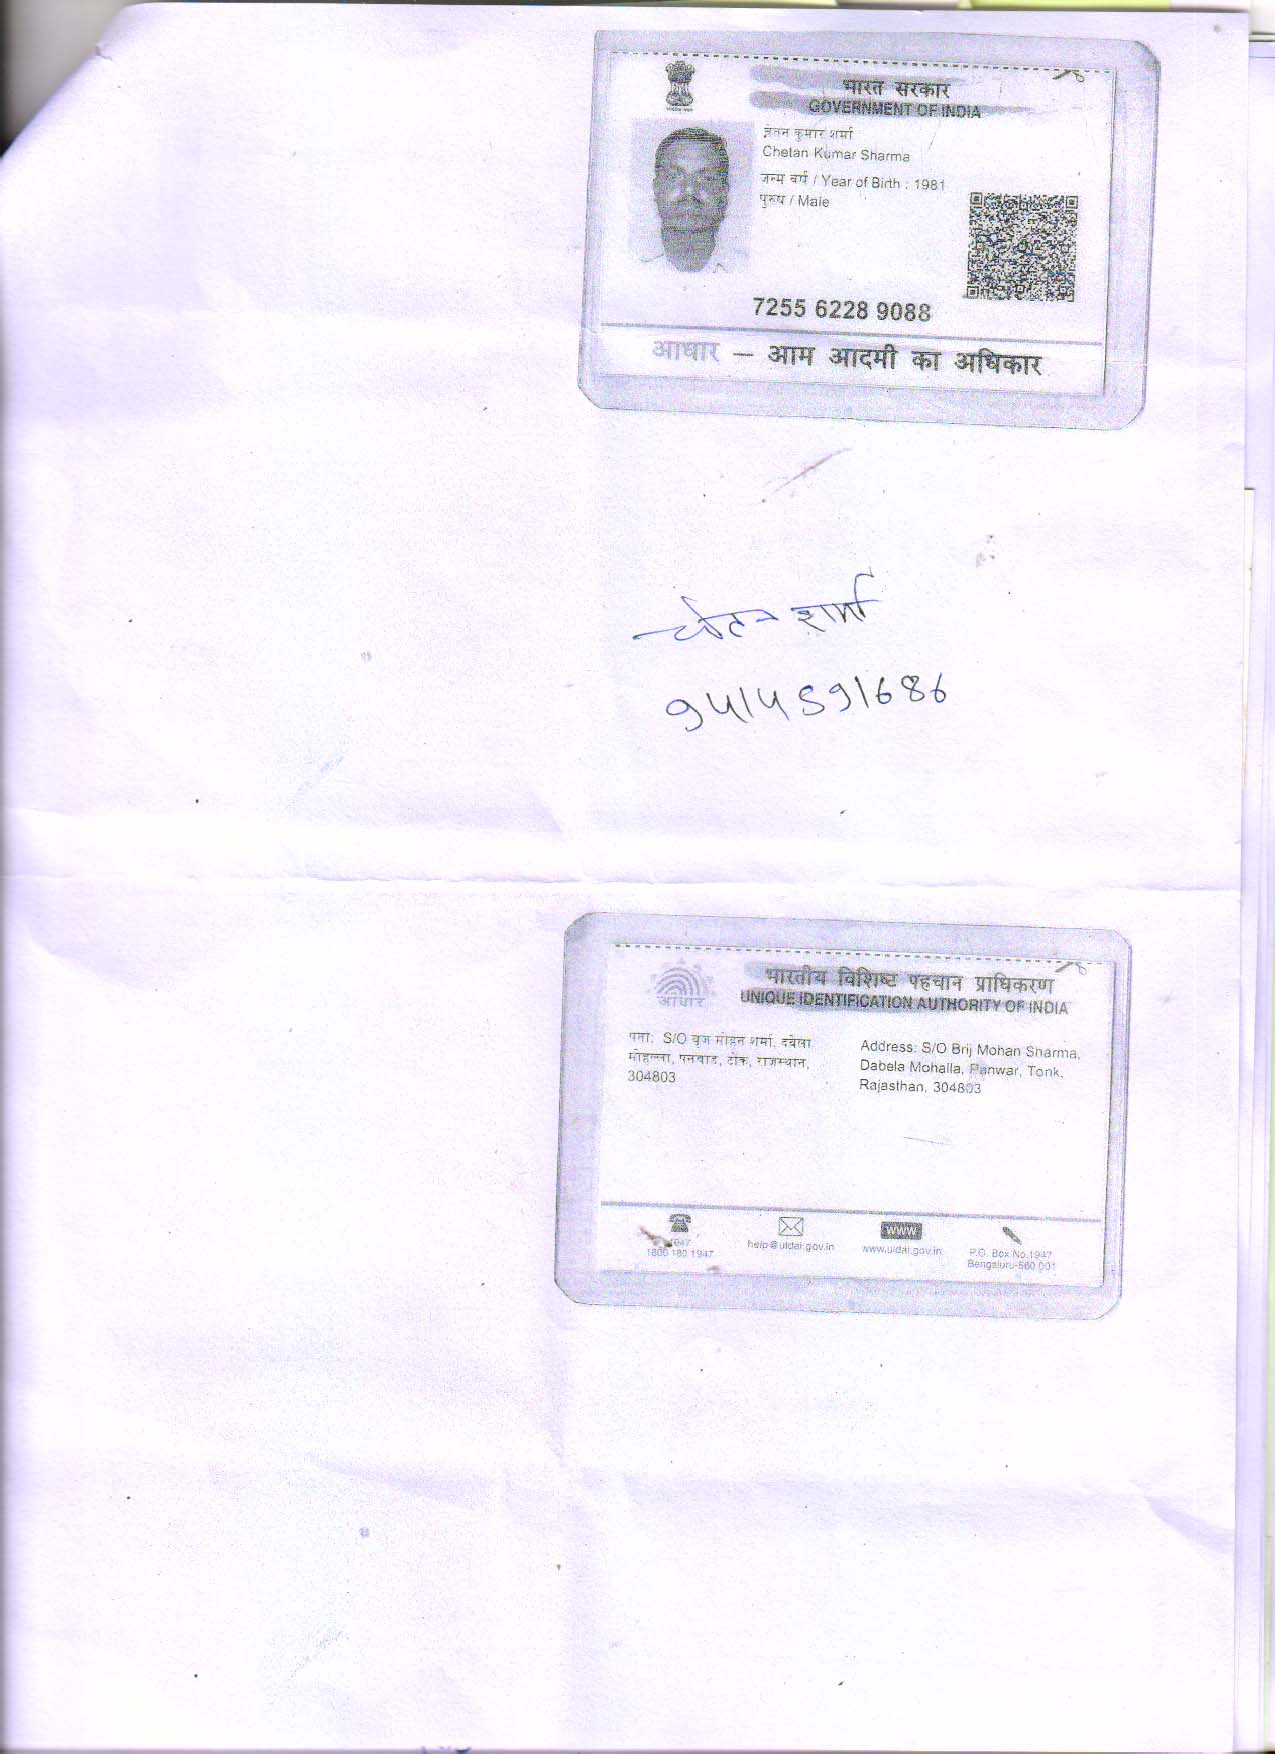 भारत सरकार
GOVERNMENT OF INDIA
चेतन कुमार शर्मा
Chetan Kumar Sharma
जन्म वर्ष / Year of Birth : 1981
पुरुष / Male
7255 6228 9088
आधार – आम आदमी का अधिकार
चेतन शर्मा
9414591686
भारतीय विशिष्ट पहचान प्राधिकरण
UNIQUE IDENTIFICATION AUTHORITY OF INDIA
आधार
पता: S/O बृज मोहन शर्मा, दबेला
मोहल्ला, पनवाड, टोंक, राजस्थान,
304803
Address: S/O Brij Mohan Sharma,
Dabela Mohalla, Panwar, Tonk,
Rajasthan, 304803
1947
1800 180 1947
help@uidai.gov.in
www
www.uidai.gov.in
P.O. Box No.1947
Bengaluru-560 001